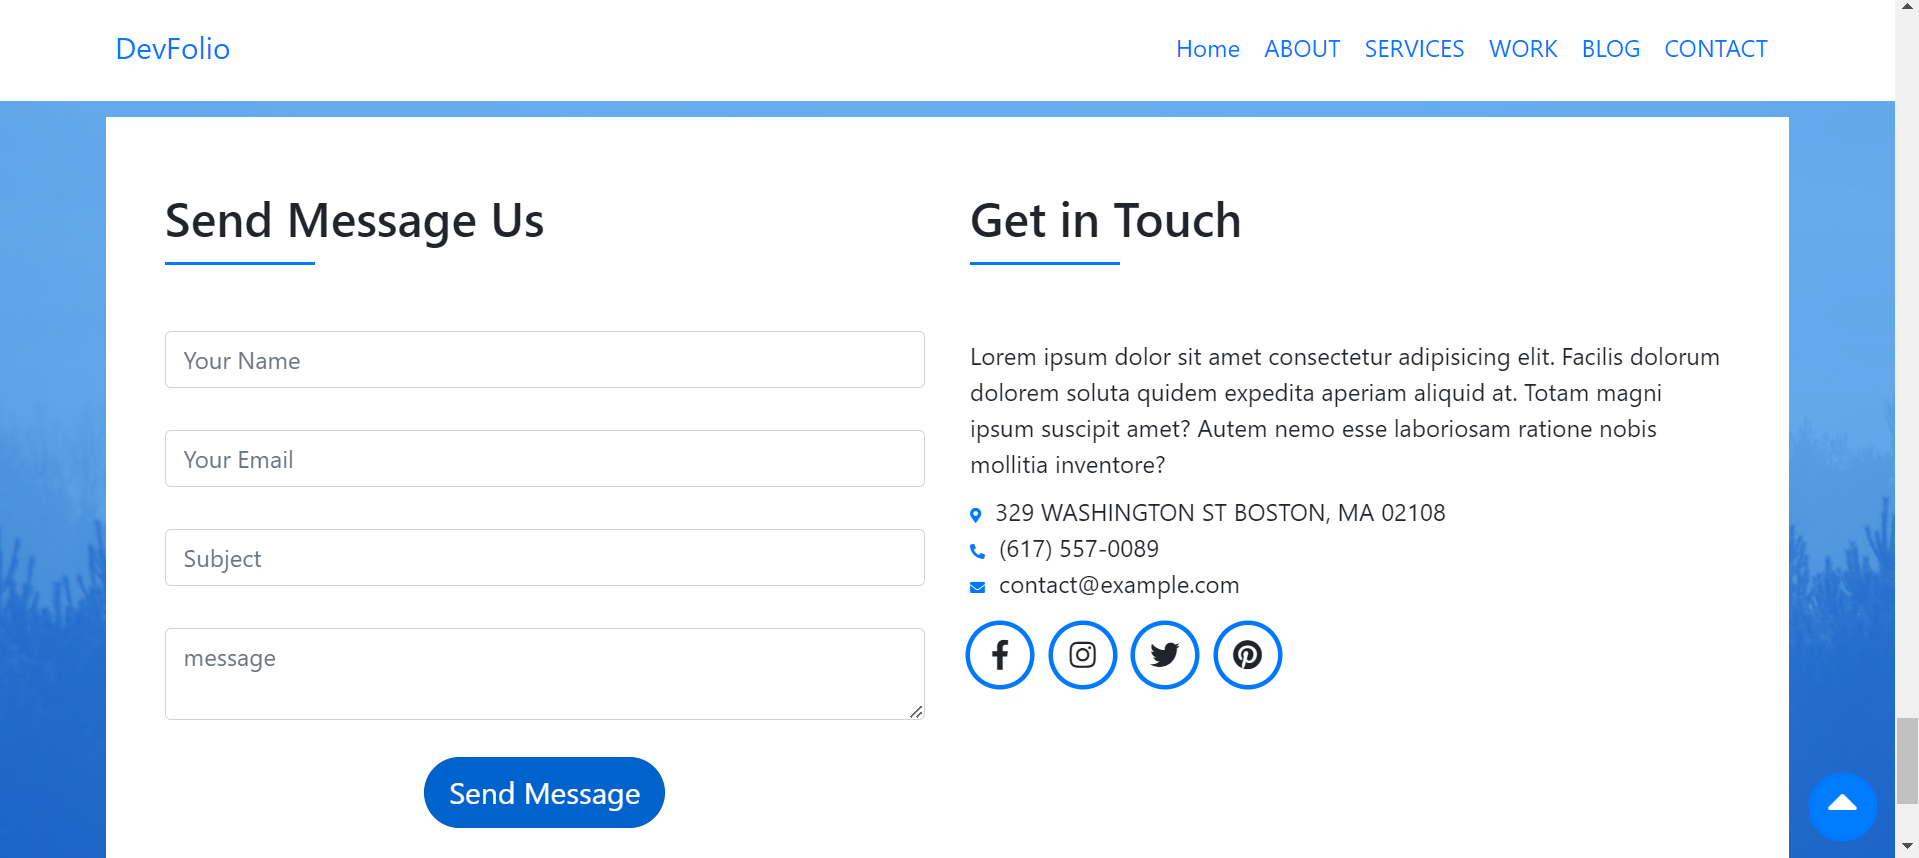 DevFolio
Home ABOUT SERVICES WORK BLOG CONTACT
Send Message Us
Your Name
Your Email
Subject
message
Send Message
Get in Touch
Lorem ipsum dolor sit amet consectetur adipisicing elit. Facilis dolorum
dolorem soluta quidem expedita aperiam aliquid at. Totam magni
ipsum suscipit amet? Autem nemo esse laboriosam ratione nobis
mollitia inventore?
329 WASHINGTON ST BOSTON, MA 02108
(617) 557-0089
contact@example.com